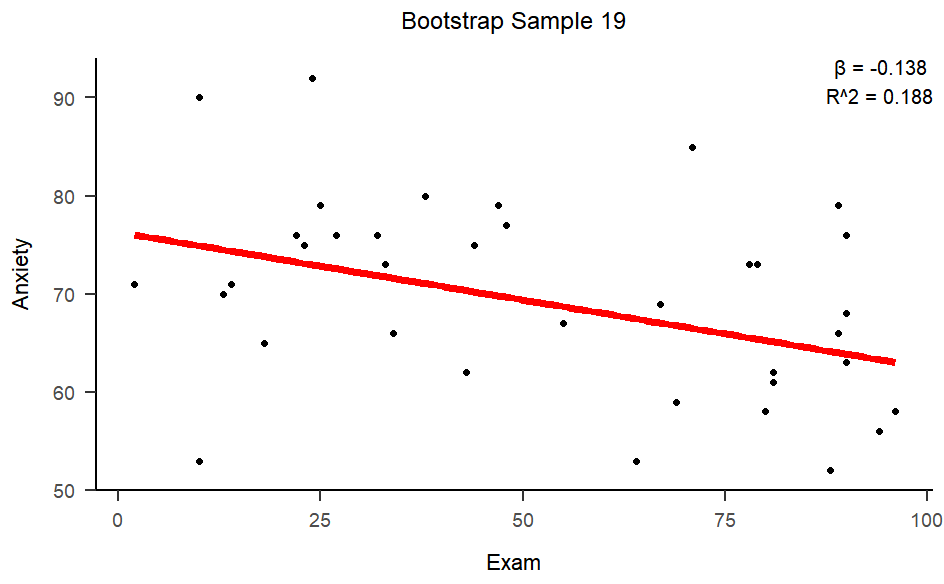 Bootstrap Sample 19
β = -0.138
R^2 = 0.188
Anxiety
90
80
70
60
50
0 25 50 75 100
Exam